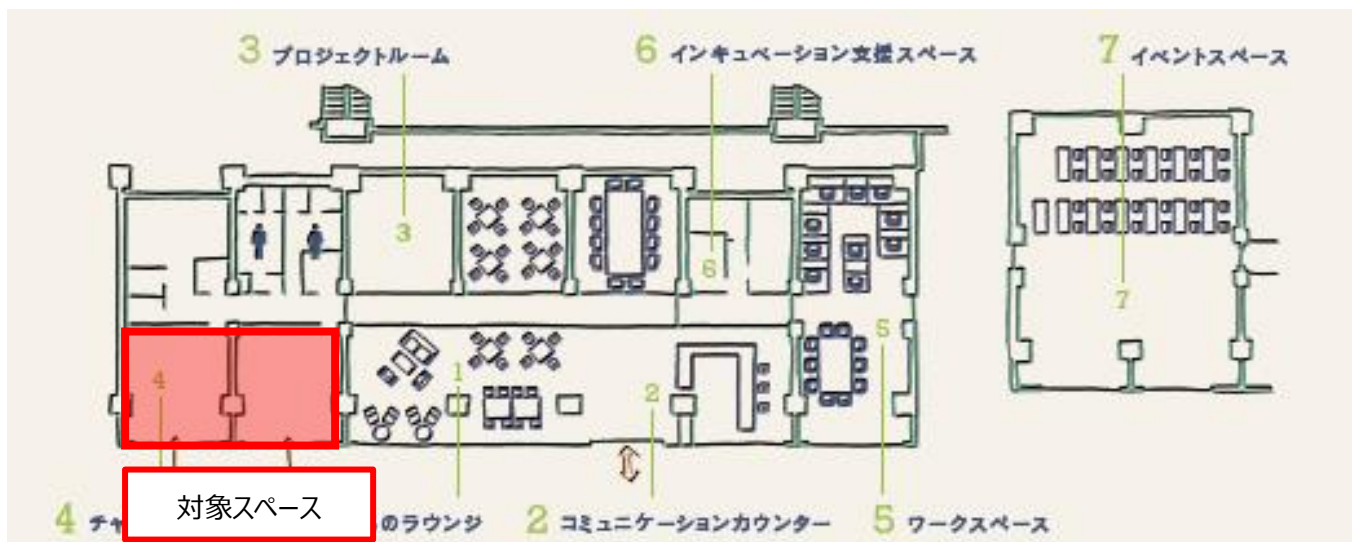 3 プロジェクトルーム
6 インキュベーション支援スペース
7 イベントスペース
3
6
7
4
1
2
5
対象スペース
4 チャ
のラウンジ
2 コミュニケーションカウンター
5 ワークスペース